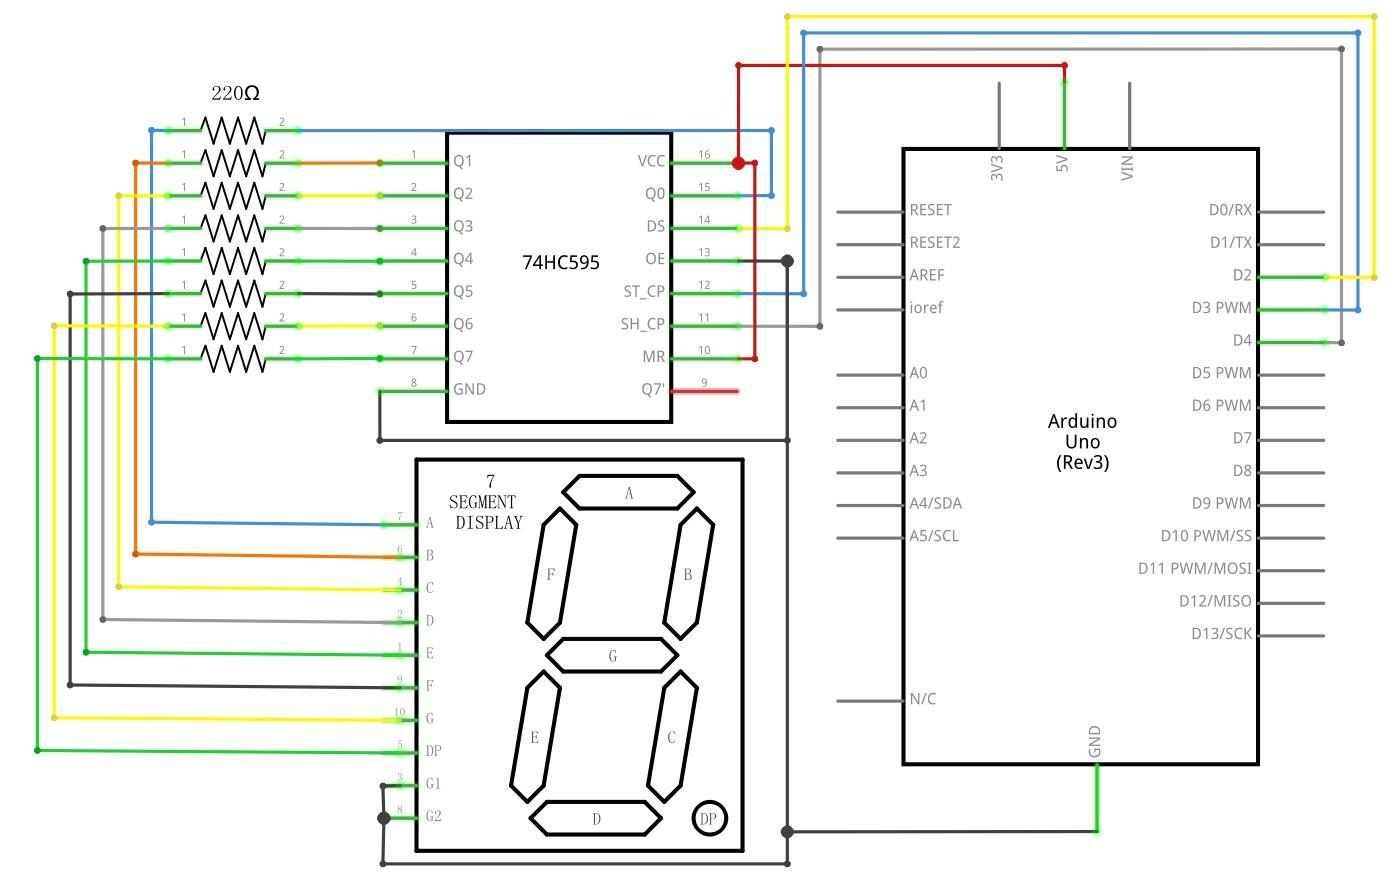 220Ω
1 2
1 2
1 2
1 2
1 2
1 2
1 2
1 2
1 Q1
2 Q2
3 Q3
4 Q4
5 Q5
6 Q6
7 Q7
8 GND
74HC595
VCC 16
Q0 15
DS 14
OE 13
ST_CP 12
SH_CP 11
MR 10
Q7' 9
7
SEGMENT
DISPLAY
7 A
6 B
4 C
2 D
1 E
9 F
10 G
5 DP
3 G1
8 G2
A
F
B
G
E
C
D
DP
3V3
5V
VIN
RESET
RESET2
AREF
ioref
A0
A1
A2
A3
A4/SDA
A5/SCL
N/C
Arduino
Uno
(Rev3)
D0/RX
D1/TX
D2
D3 PWM
D4
D5 PWM
D6 PWM
D7
D8
D9 PWM
D10 PWM/SS
D11 PWM/MOSI
D12/MISO
D13/SCK
GND